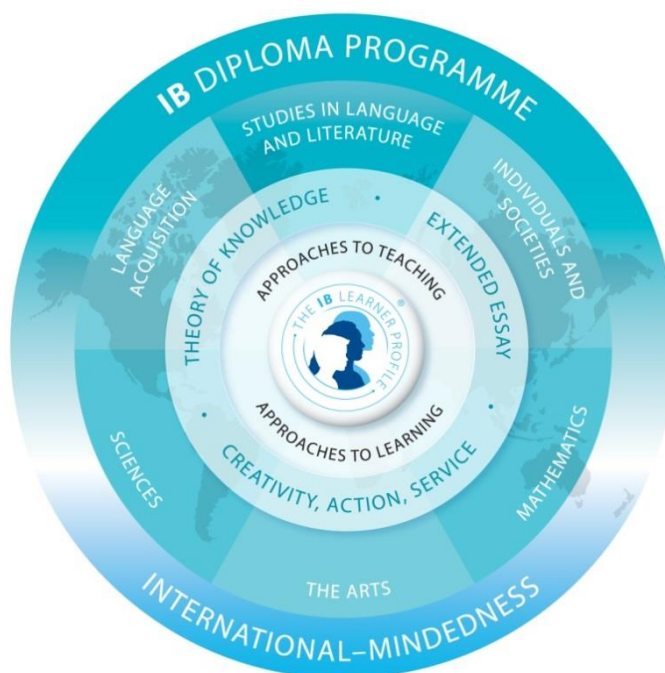 IB DIPLOMA PROGRAMME
STUDIES IN LANGUAGE
AND LITERATURE
LANGUAGE
ACQUISITION
INDIVIDUALS AND
SOCIETIES
THEORY OF KNOWLEDGE
EXTENDED ESSAY
APPROACHES TO TEACHING
THE IB LEARNER PROFILE ®
APPROACHES TO LEARNING
CREATIVITY, ACTION, SERVICE
SCIENCES
MATHEMATICS
THE ARTS
INTERNATIONAL–MINDEDNESS